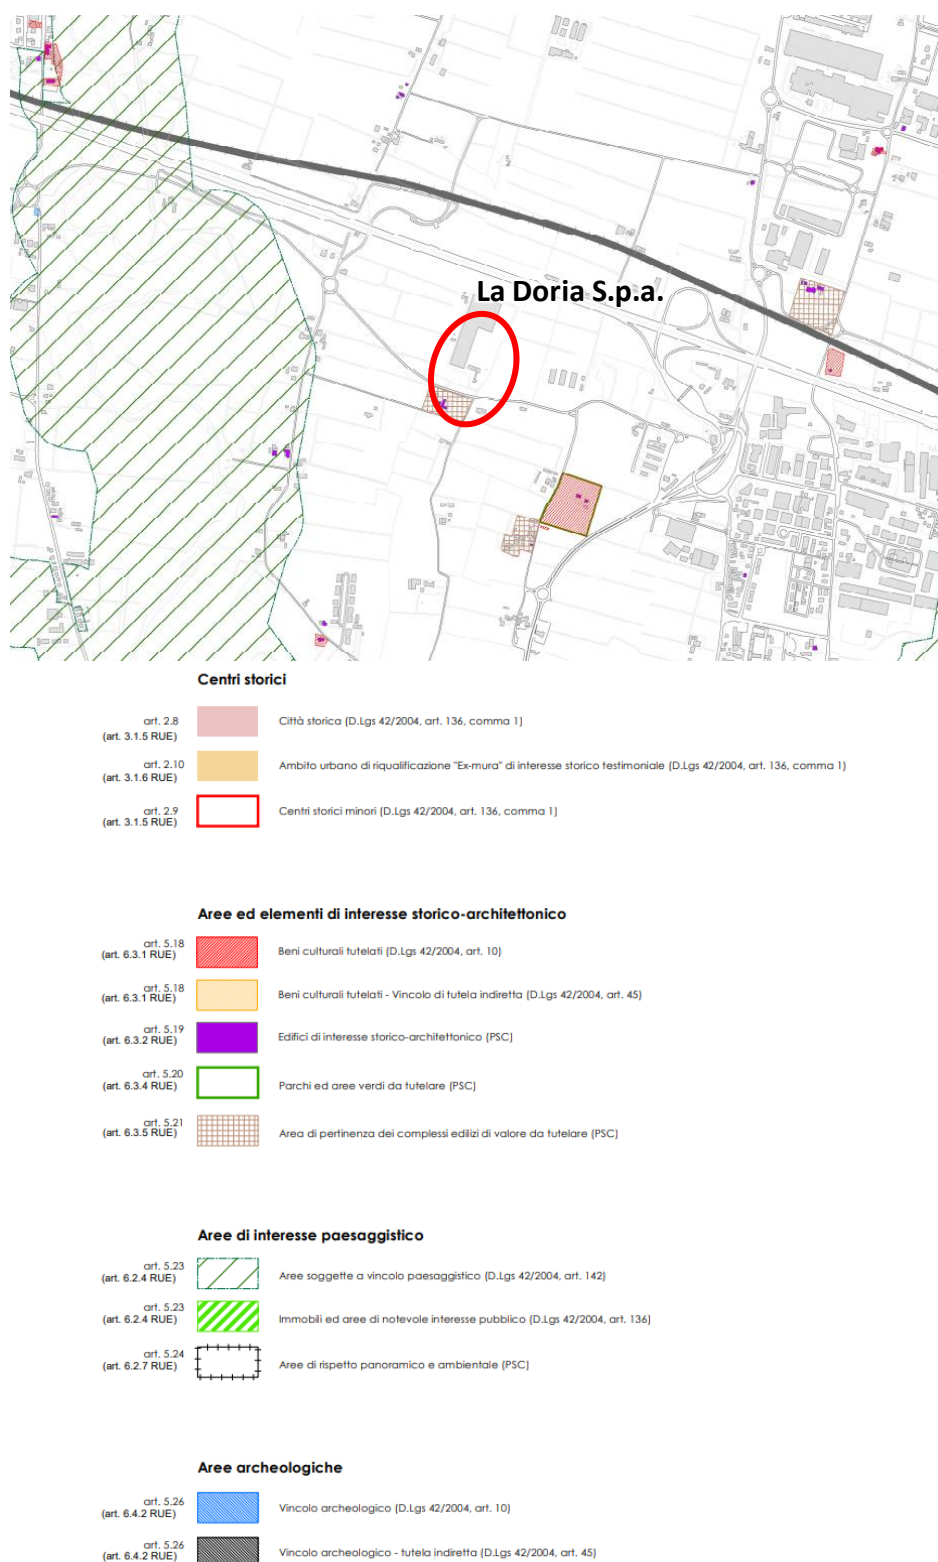 La Doria S.p.a.
Centri storici
art. 2.8
(art. 3.1.5 RUE)
Città storica (D.Lgs 42/2004, art. 136, comma 1)
art. 2.10
(art. 3.1.6 RUE)
Ambito urbano di riqualificazione "Ex-mura" di interesse storico testimoniale (D.Lgs 42/2004, art. 136, comma 1)
art. 2.9
(art. 3.1.5 RUE)
Centri storici minori (D.Lgs 42/2004, art. 136, comma 1)
Aree ed elementi di interesse storico-architettonico
art. 5.18
(art. 6.3.1 RUE)
Beni culturali tutelati (D.Lgs 42/2004, art. 10)
art. 5.18
(art. 6.3.1 RUE)
Beni culturali tutelati - Vincolo di tutela indiretta (D.Lgs 42/2004, art. 45)
art. 5.19
(art. 6.3.2 RUE)
Edifici di interesse storico-architettonico (PSC)
art. 5.20
(art. 6.3.4 RUE)
Parchi ed aree verdi da tutelare (PSC)
art. 5.21
(art. 6.3.5 RUE)
Area di pertinenza dei complessi edilizi di valore da tutelare (PSC)
Aree di interesse paesaggistico
art. 5.23
(art. 6.2.4 RUE)
Aree soggette a vincolo paesaggistico (D.Lgs 42/2004, art. 142)
art. 5.23
(art. 6.2.4 RUE)
Immobili ed aree di notevole interesse pubblico (D.Lgs 42/2004, art. 136)
art. 5.24
(art. 6.2.7 RUE)
Aree di rispetto panoramico e ambientale (PSC)
Aree archeologiche
art. 5.26
(art. 6.4.2 RUE)
Vincolo archeologico (D.Lgs 42/2004, art. 10)
art. 5.26
(art. 6.4.2 RUE)
Vincolo archeologico - tutela indiretta (D.Lgs 42/2004, art. 45)